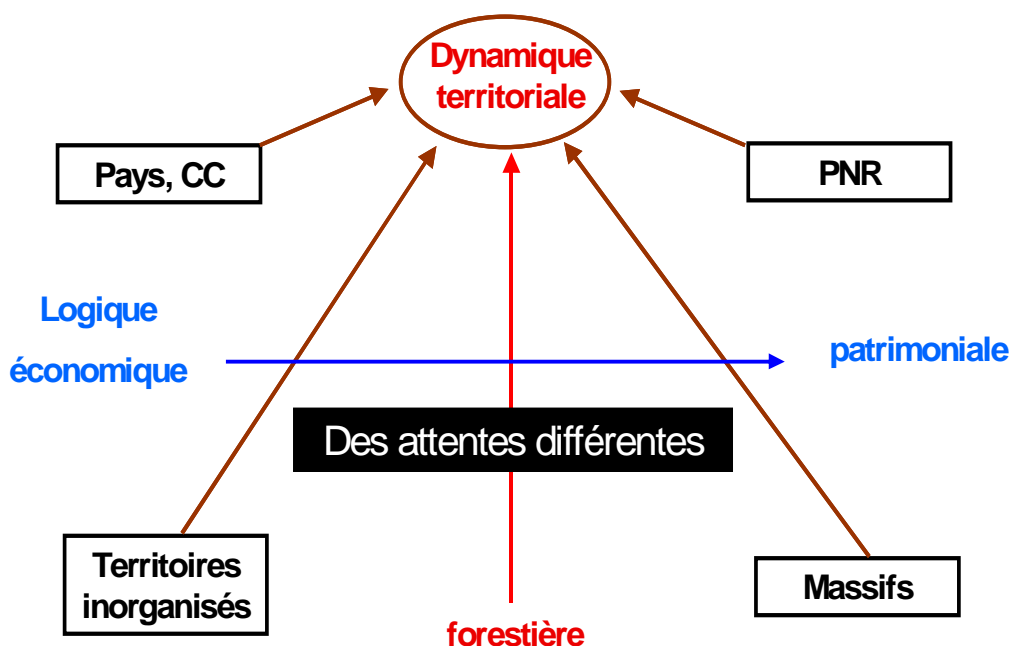 Dynamique
territoriale
Pays, CC
PNR
Logique
économique
patrimoniale
Des attentes différentes
Territoires
inorganisés
Massifs
forestière